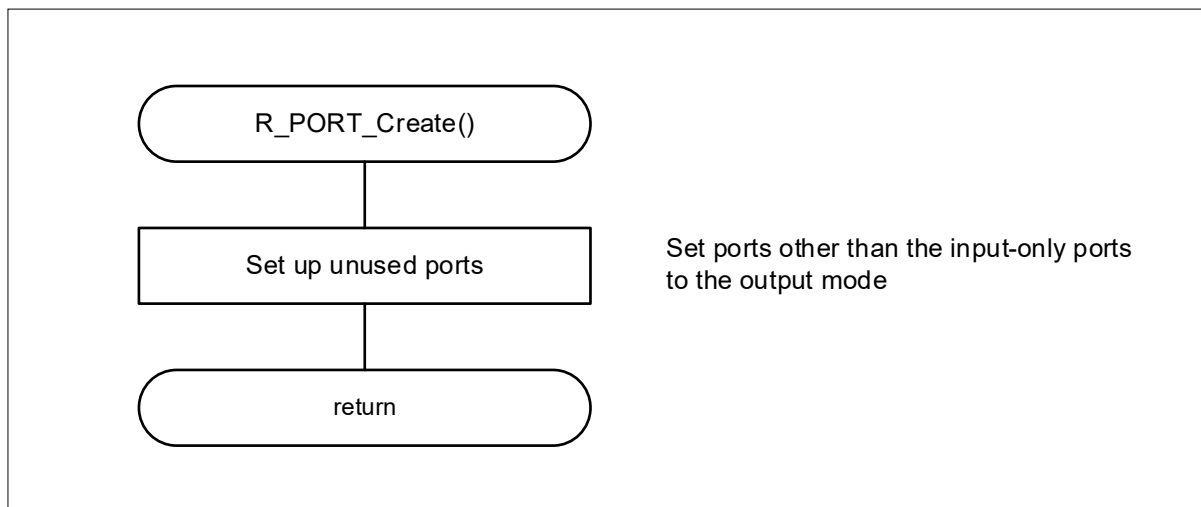 R_PORT_Create()
Set up unused ports
Set ports other than the input-only ports
to the output mode
return